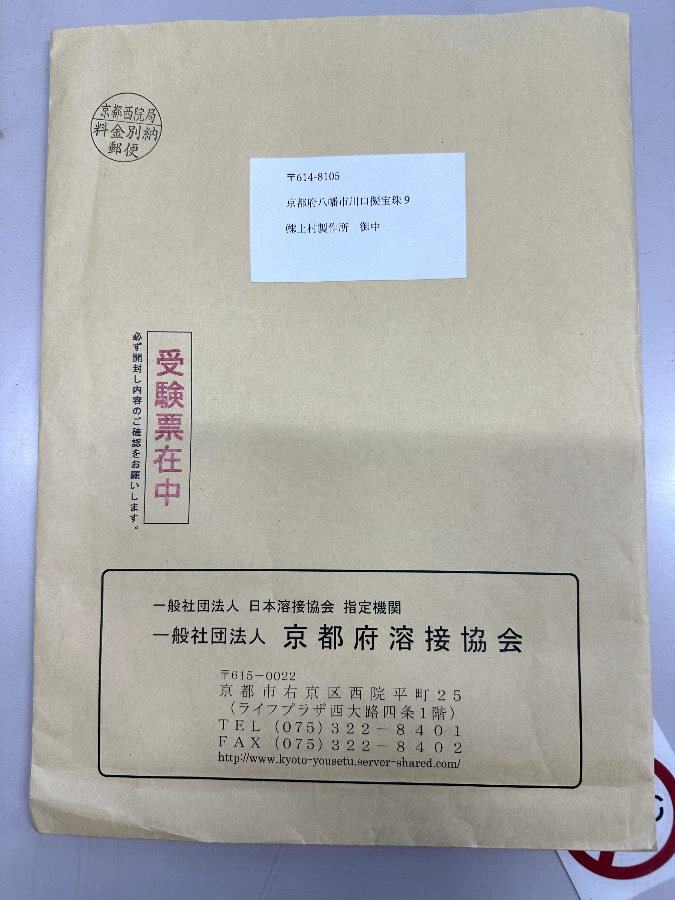 京都西院局
料金別納
郵便
〒614-8105
京都府八幡市川口擬宝珠9
㈱上村製作所　御中
受験票在中
必ず開封し内容のご確認をお願いします。
一般社団法人 日本溶接協会 指定機関
一般社団法人 京都府溶接協会
〒615－0022
京都市右京区西院平町25
（ライフプラザ西大路四条1階）
TEL (075) 322－8401
FAX (075) 322－8402
http://www.kyoto-yousetu.server-shared.com/